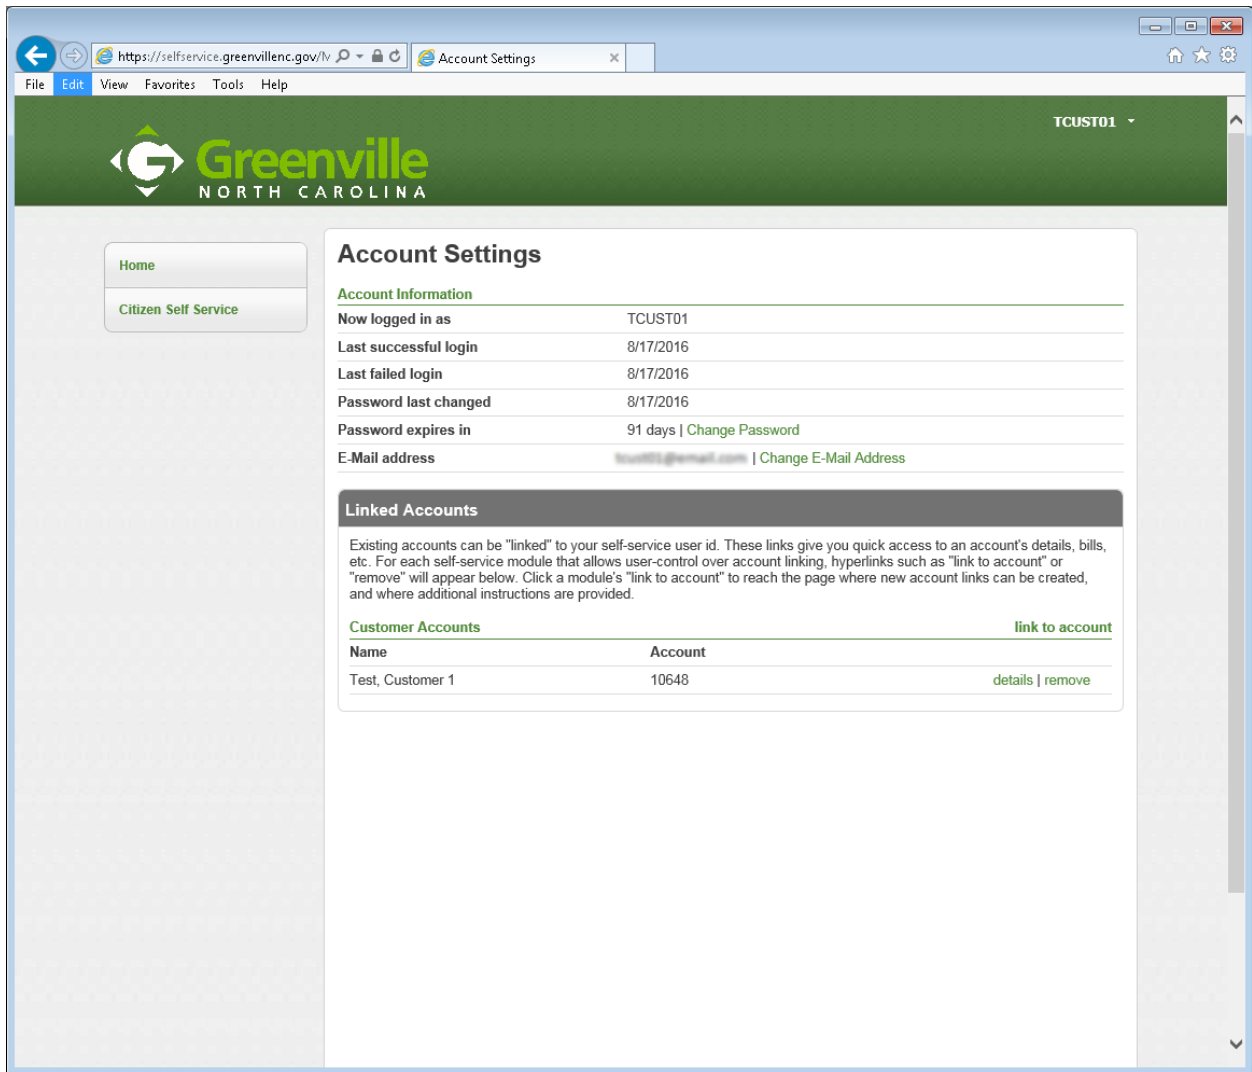 https://selfservice.greenvillenc.gov/
Account Settings
File Edit View Favorites Tools Help
TCUST01
Greenville
NORTH CAROLINA
Home
Citizen Self Service
Account Settings
Account Information
Now logged in as TCUST01
Last successful login 8/17/2016
Last failed login 8/17/2016
Password last changed 8/17/2016
Password expires in 91 days | Change Password
E-Mail address | Change E-Mail Address
Linked Accounts
Existing accounts can be "linked" to your self-service user id. These links give you quick access to an account's details, bills,
etc. For each self-service module that allows user-control over account linking, hyperlinks such as "link to account" or
"remove" will appear below. Click a module's "link to account" to reach the page where new account links can be created,
and where additional instructions are provided.
Customer Accounts link to account
Name Account
Test, Customer 1 10648 details | remove